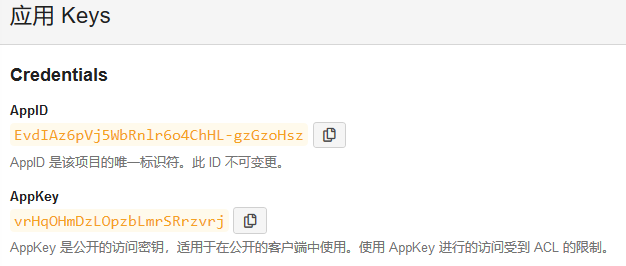 应用 Keys
Credentials
AppID
EvdIAz6pVj5WbRnlr6o4ChHL-gzGzoHsz
AppID 是该项目的唯一标识符。此 ID 不可变更。
AppKey
vrHqOHmDzLOpzbLmrSRrzvrj
AppKey 是公开的访问密钥，适用于在公开的客户端中使用。使用 AppKey 进行的访问受到 ACL 的限制。